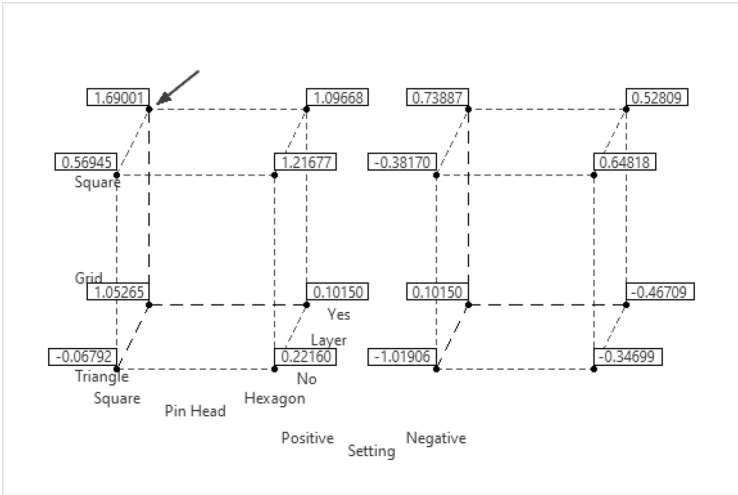 1.69001 1.09668 0.73887 0.52809
0.56945 1.21677 -0.38170 0.64818
Square
Grid
1.05265 0.10150 0.10150 -0.46709
Yes
Layer
-0.06792 0.22160 -1.01906 -0.34699
Triangle No
Square Hexagon
Pin Head
Positive Negative
Setting